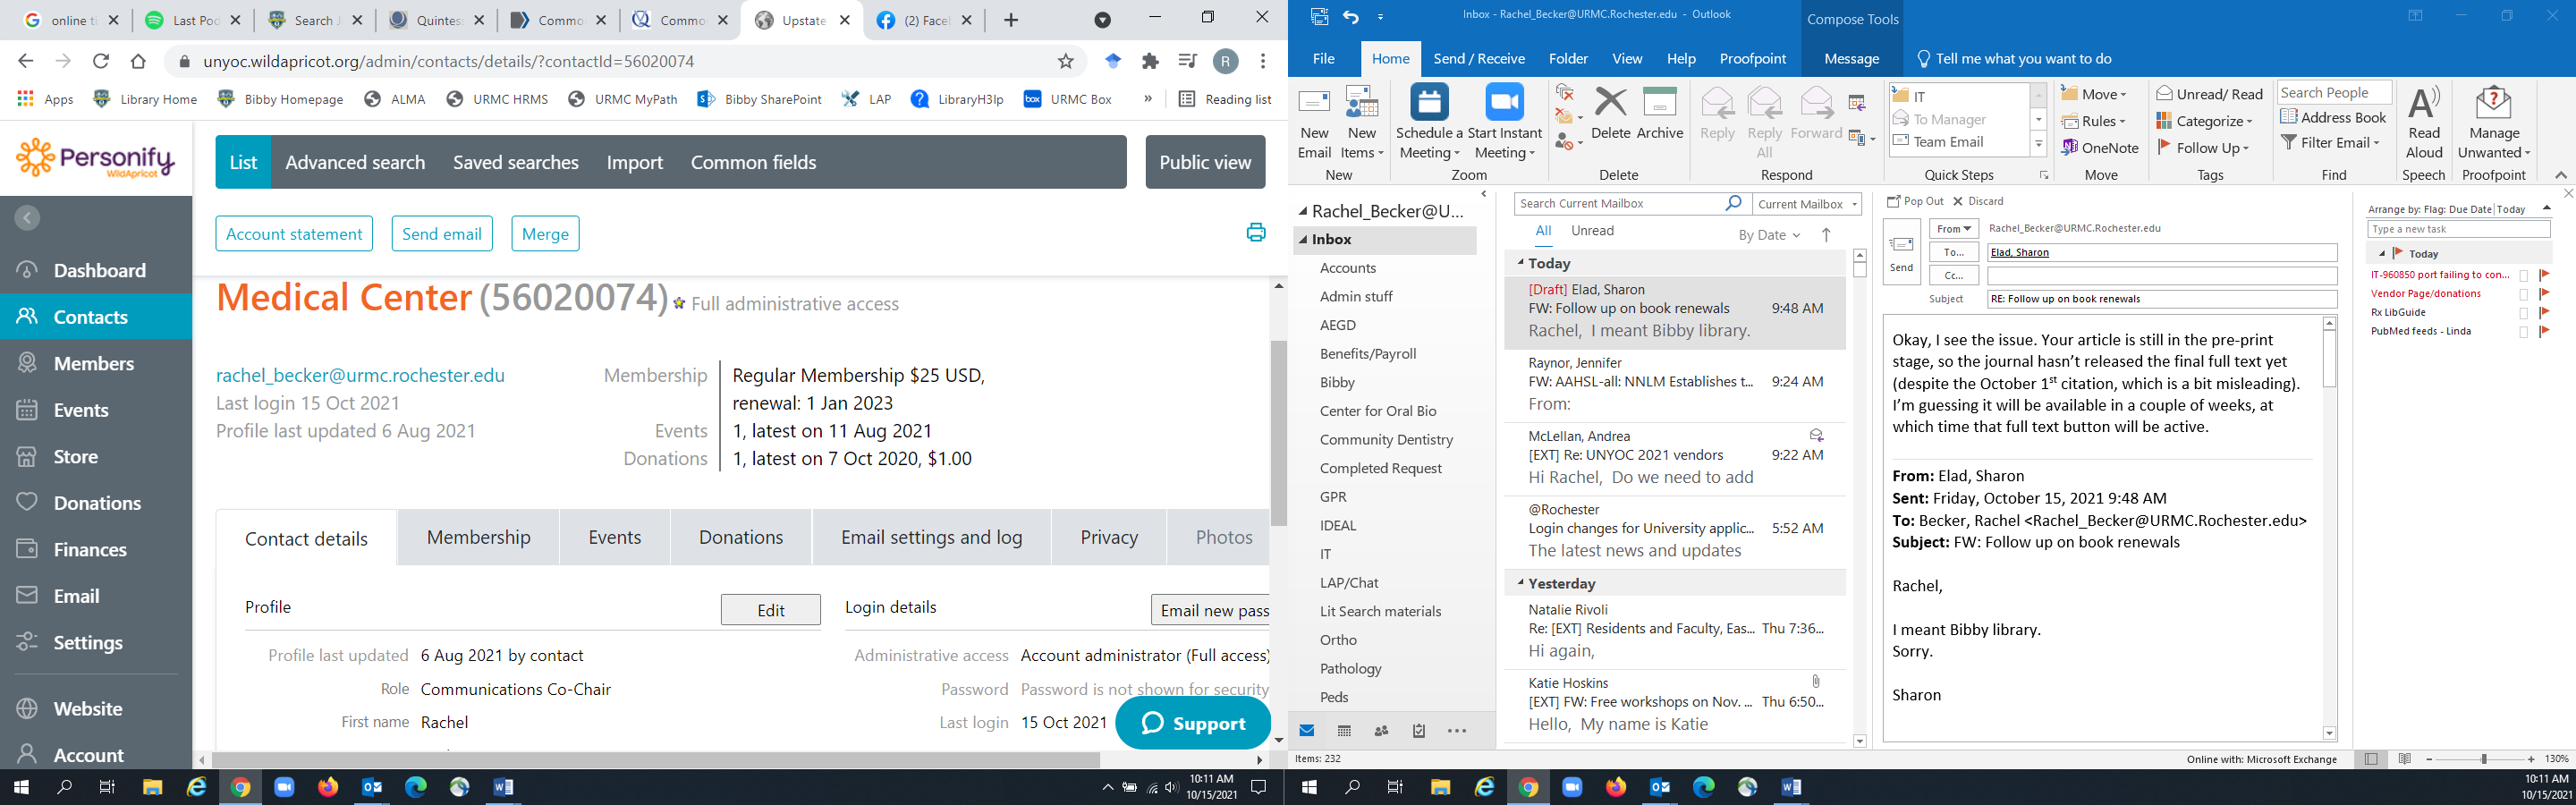 online ti
Last Pod
Search J
Quintes
Commo
Commo
Upstate
(2) Facel
unyoc.wildapricot.org/admin/contacts/details/?contactId=56020074
R
Apps
Library Home
Bibby Homepage
ALMA
URMC HRMS
URMC MyPath
Bibby SharePoint
LAP
LibraryH3lp
URMC Box
»
Reading list
Personify
WildApricot
List
Advanced search
Saved searches
Import
Common fields
Public view
Account statement
Send email
Merge
Dashboard
Contacts
Members
Events
Store
Donations
Finances
Email
Settings
Website
Account
Medical Center (56020074) Full administrative access
rachel_becker@urmc.rochester.edu
Last login 15 Oct 2021
Profile last updated 6 Aug 2021
Membership Regular Membership $25 USD,
renewal: 1 Jan 2023
Events 1, latest on 11 Aug 2021
Donations 1, latest on 7 Oct 2020, $1.00
Contact details
Membership
Events
Donations
Email settings and log
Privacy
Photos
Profile
Edit
Login details
Email new pass
Profile last updated 6 Aug 2021 by contact
Role Communications Co-Chair
First name Rachel
Administrative access Account administrator (Full access)
Password Password is not shown for security
Last login 15 Oct 2021
Support
10:11 AM
10/15/2021
Inbox - Rachel_Becker@URMC.Rochester.edu - Outlook
Compose Tools
File
Home
Send / Receive
Folder
View
Help
Proofpoint
Message
Tell me what you want to do
New
Email
New
Items
New
Schedule a
Meeting
Start Instant
Meeting
Zoom
Delete
Archive
Delete
Reply
Reply
All
Forward
Respond
IT
To Manager
Team Email
Quick Steps
Move
Rules
OneNote
Move
Unread/ Read
Categorize
Follow Up
Tags
Search People
Address Book
Filter Email
Find
Read
Aloud
Speech
Manage
Unwanted
Proofpoint
Rachel_Becker@U...
Inbox
Accounts
Admin stuff
AEGD
Benefits/Payroll
Bibby
Center for Oral Bio
Community Dentistry
Completed Request
GPR
IDEAL
IT
LAP/Chat
Lit Search materials
Ortho
Pathology
Peds
Items: 232
Search Current Mailbox
Current Mailbox
All
Unread
By Date
Today
[Draft] Elad, Sharon
FW: Follow up on book renewals 9:48 AM
Rachel, I meant Bibby library.
Raynor, Jennifer
FW: AAHSL-all: NNLM Establishes t... 9:24 AM
From:
McLellan, Andrea
[EXT] Re: UNYOC 2021 vendors 9:22 AM
Hi Rachel, Do we need to add
@Rochester
Login changes for University applic... 5:52 AM
The latest news and updates
Yesterday
Natalie Rivoli
Re: [EXT] Residents and Faculty, Eas... Thu 7:36...
Hi again,
Katie Hoskins
[EXT] FW: Free workshops on Nov. ... Thu 6:50...
Hello, My name is Katie
Pop Out
Discard
Send
From
Rachel_Becker@URMC.Rochester.edu
To...
Elad, Sharon
Cc...
Subject
RE: Follow up on book renewals
Okay, I see the issue. Your article is still in the pre-print
stage, so the journal hasn’t released the final full text yet
(despite the October 1st citation, which is a bit misleading).
I’m guessing it will be available in a couple of weeks, at
which time that full text button will be active.
From: Elad, Sharon
Sent: Friday, October 15, 2021 9:48 AM
To: Becker, Rachel <Rachel_Becker@URMC.Rochester.edu>
Subject: FW: Follow up on book renewals
Rachel,
I meant Bibby library.
Sorry.
Sharon
Arrange by: Flag: Due Date Today
Type a new task
Today
IT-960850 port failing to con...
Vendor Page/donations
Rx LibGuide
PubMed feeds - Linda
Online with: Microsoft Exchange
130%
10:11 AM
10/15/2021